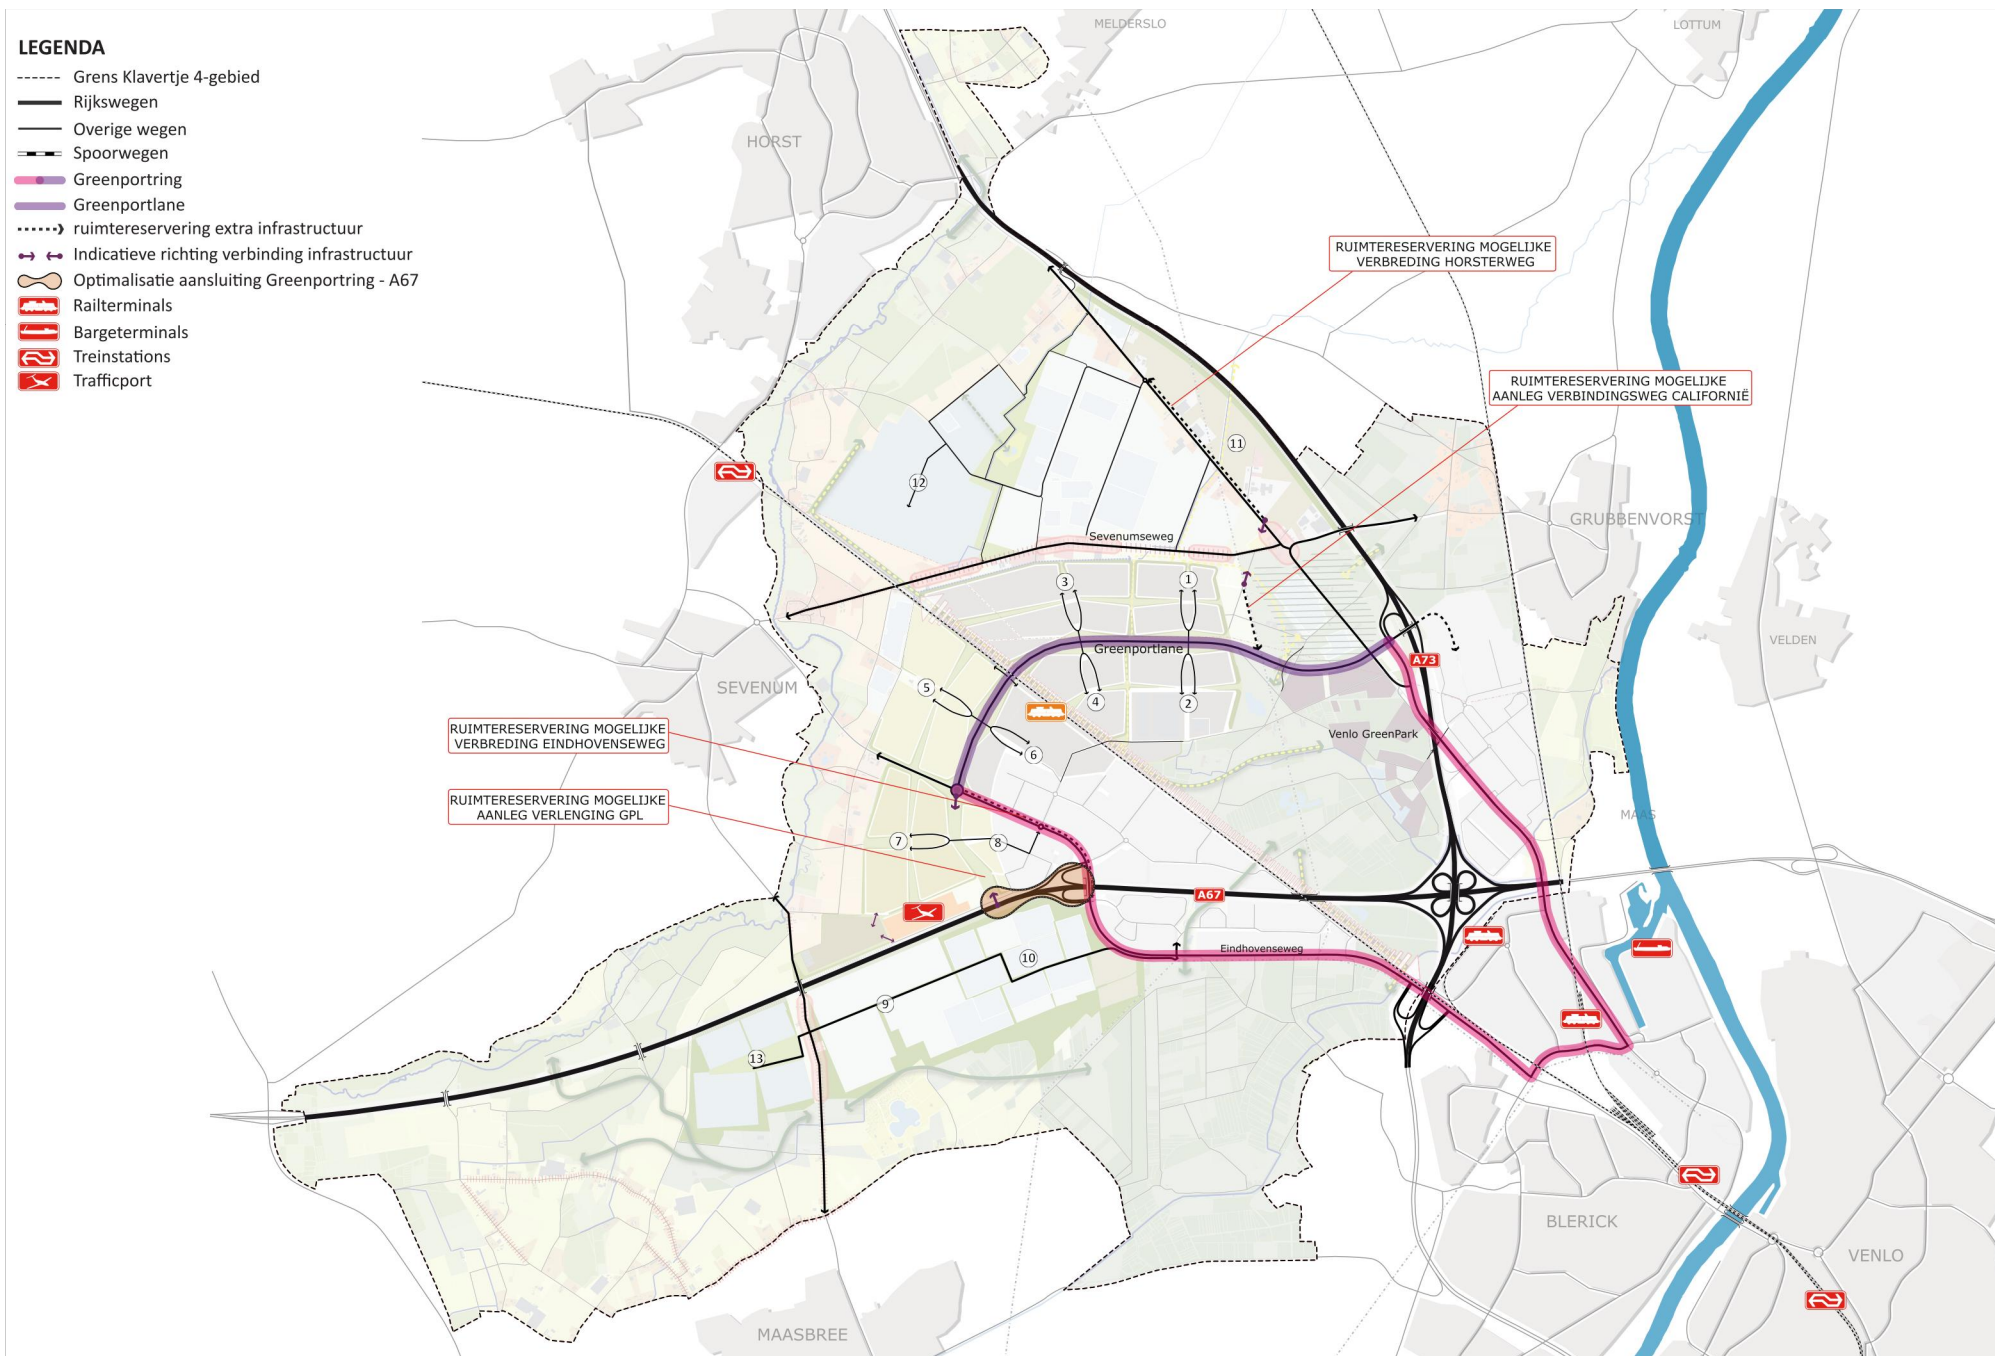 LEGENDA
Grens Klavertje 4-gebied
Rijkswegen
Overige wegen
Spoorwegen
Greenportring
Greenportlane
ruimtereservering extra infrastructuur
Indicatieve richting verbinding infrastructuur
Optimalisatie aansluiting Greenportring - A67
Railterminals
Bargeterminals
Treinstations
Trafficport
MELDERSLO
LOTTUM
HORST
RUIMTERESERVERING MOGELIJKE
VERBREDING HORSTERWEG
RUIMTERESERVERING MOGELIJKE
AANLEG VERBINDINGSWEG CALIFORNIË
11
12
GRUBBENVORST
Sevenumseweg
3
1
VELDEN
Greenportlane
A73
SEVENUM
5
4
2
RUIMTERESERVERING MOGELIJKE
VERBREDING EINDHOVENSEWEG
Venlo GreenPark
6
RUIMTERESERVERING MOGELIJKE
AANLEG VERLENGING GPL
MAAS
7
8
A67
Eindhovenseweg
10
9
13
BLERICK
VENLO
MAASBREE